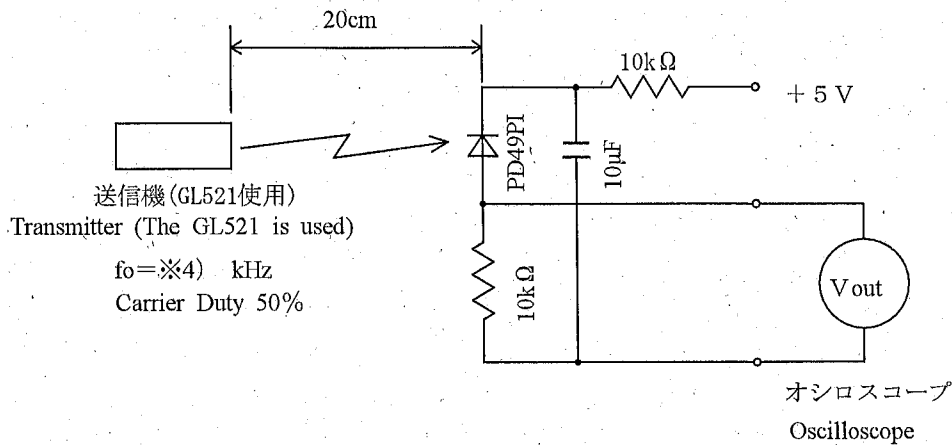 20cm
10kΩ
+5V
PD49PI
10μF
送信機(GL521使用)
Transmitter (The GL521 is used)
fo=※4) kHz
Carrier Duty 50%
10kΩ
Vout
オシロスコープ
Oscilloscope